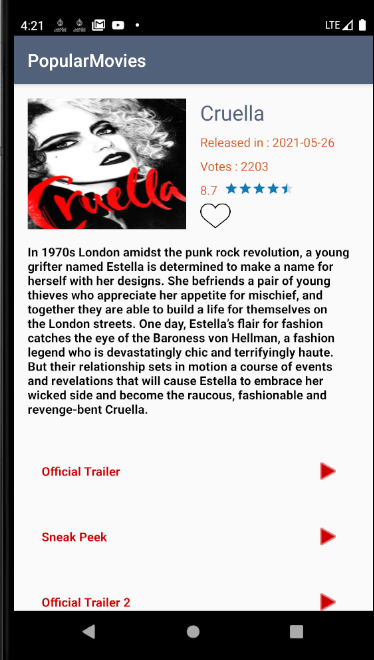 4:21
LTE
PopularMovies
Cruella
Cruella
Released in : 2021-05-26
Votes : 2203
8.7
In 1970s London amidst the punk rock revolution, a young
grifter named Estella is determined to make a name for
herself with her designs. She befriends a pair of young
thieves who appreciate her appetite for mischief, and
together they are able to build a life for themselves on
the London streets. One day, Estella's flair for fashion
catches the eye of the Baroness von Hellman, a fashion
legend who is devastatingly chic and terrifyingly haute.
But their relationship sets in motion a course of events
and revelations that will cause Estella to embrace her
wicked side and become the raucous, fashionable and
revenge-bent Cruella.
Official Trailer
Sneak Peek
Official Trailer 2